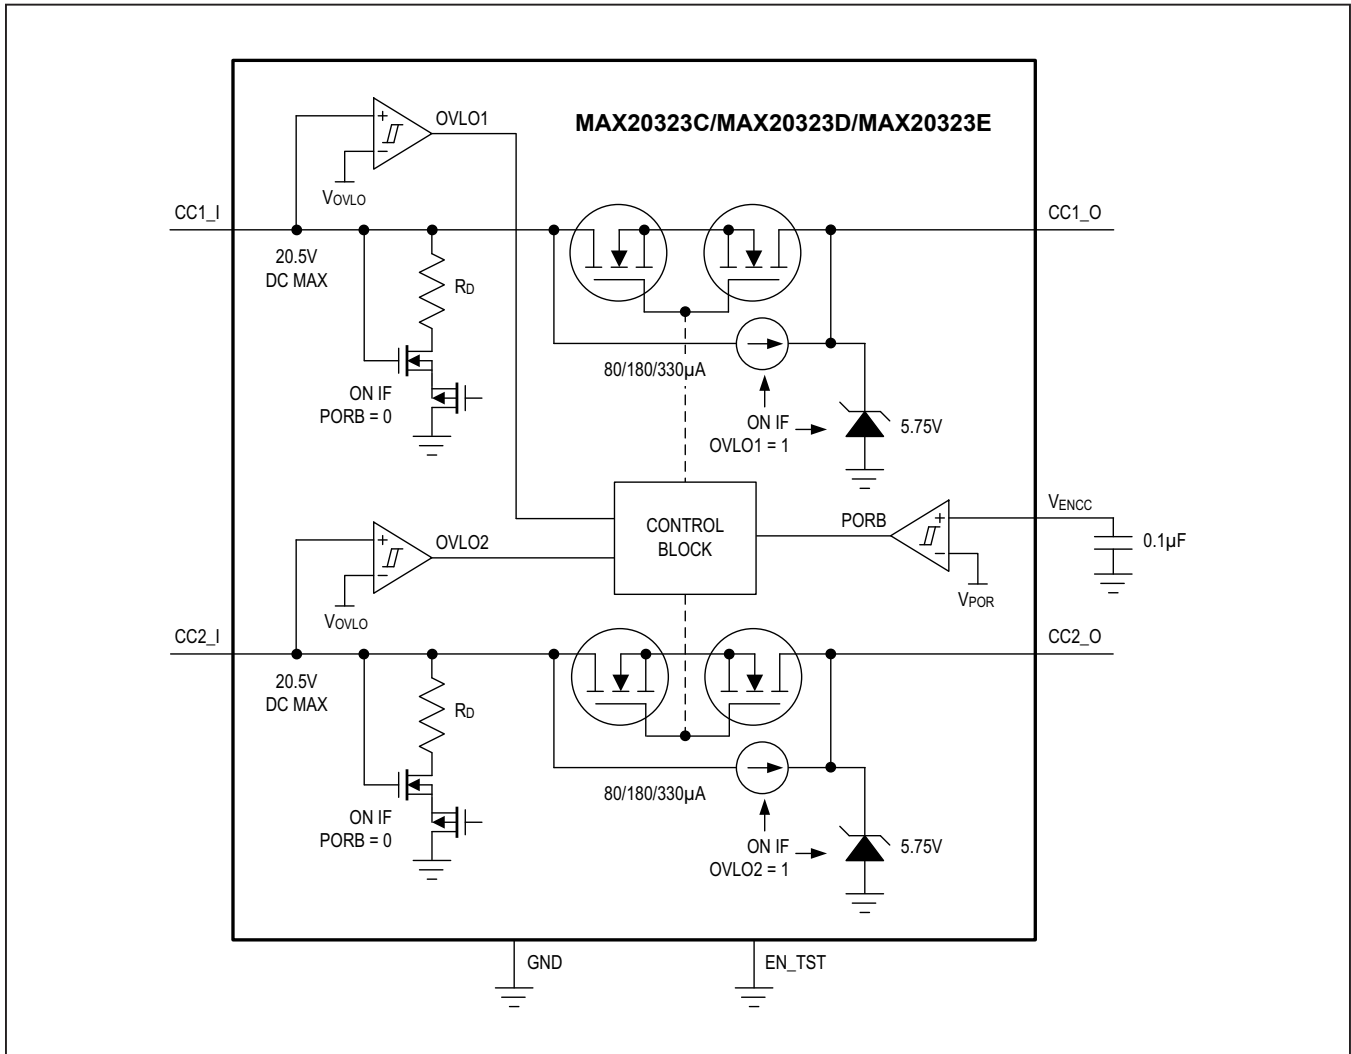 MAX20323C/MAX20323D/MAX20323E
OVLO1
+
-
VOVLO
CC1_I
CC1_O
20.5V
DC MAX
RD
80/180/330µA
ON IF
PORB = 0
ON IF
OVLO1 = 1
5.75V
CONTROL
BLOCK
PORB
+
-
VENCC
0.1µF
VPOR
OVLO2
+
-
VOVLO
CC2_I
CC2_O
20.5V
DC MAX
RD
80/180/330µA
ON IF
PORB = 0
ON IF
OVLO2 = 1
5.75V
GND
EN_TST